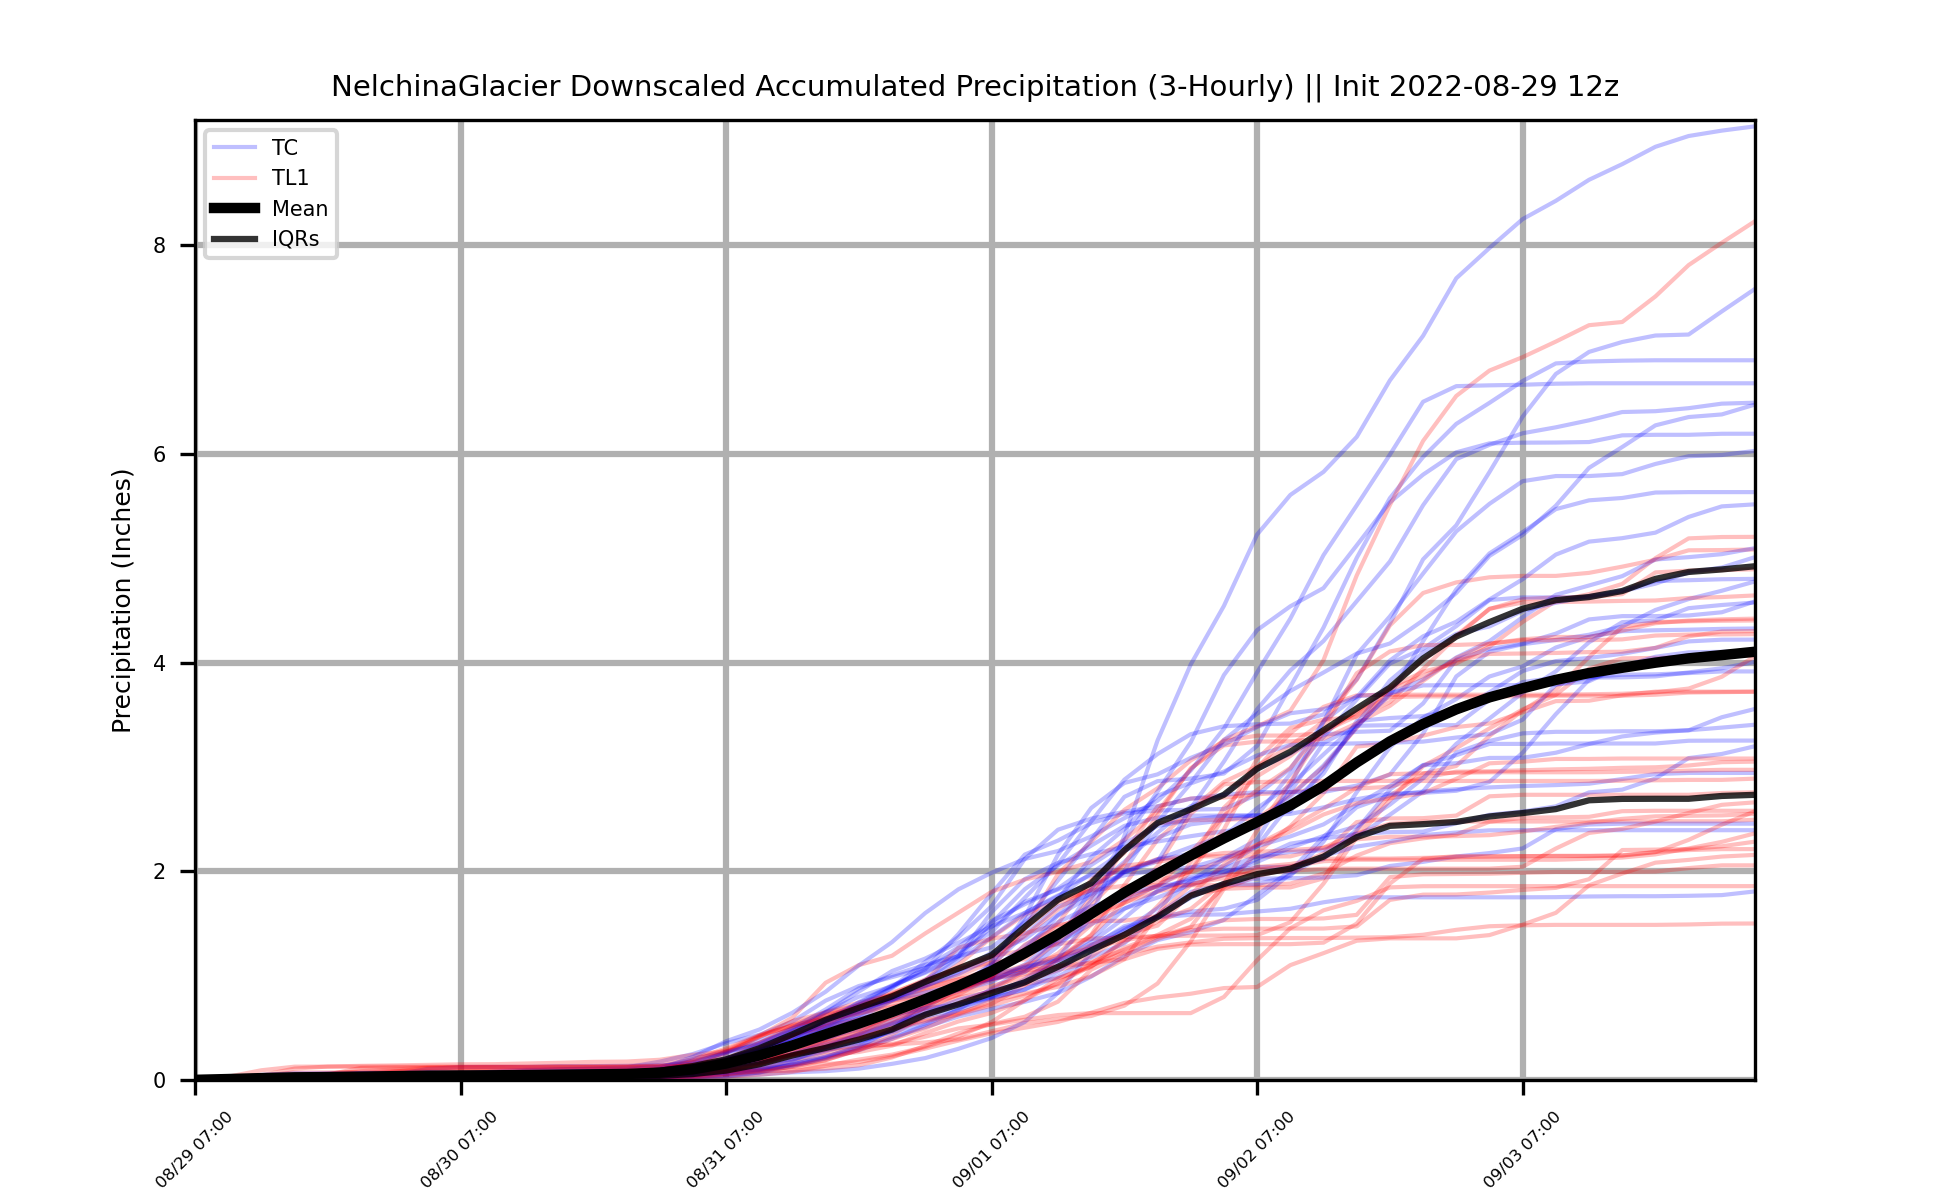 NelchinaGlacier Downscaled Accumulated Precipitation (3-Hourly) || Init 2022-08-29 12z
TC
TL1
Mean
IQRs
Precipitation (Inches)
8
6
4
2
0
08/29 07:00
08/30 07:00
08/31 07:00
09/01 07:00
09/02 07:00
09/03 07:00